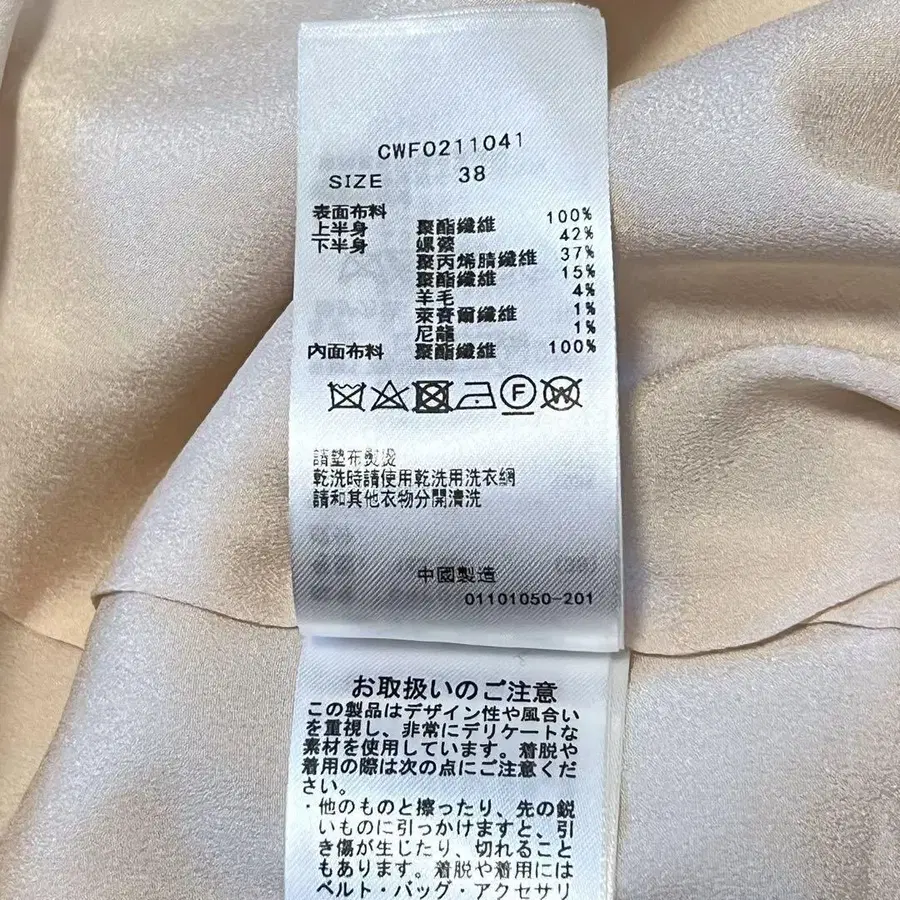 CWF0211041
SIZE 38
表面布料
上半身 聚酯纖維 100%
下半身 嫘縈 42%
聚丙烯腈纖維 37%
聚酯纖維 15%
羊毛 4%
萊賽爾纖維 1%
尼龍 1%
內面布料 聚酯纖維 100%
F W
請墊布熨燙
乾洗時請使用乾洗用洗衣網
請和其他衣物分開清洗
中國製造
01101050-201
お取扱いのご注意
この製品はデザイン性や風合い
を重視し、非常にデリケートな
素材を使用しています。着脱や
着用の際は次の点にご注意くだ
さい。
・他のものと擦ったり、先の鋭
いものに引っかけますと、引
き傷が生じたり、切れること
もあります。着脱や着用には
ベルト・バッグ・アクセサリ